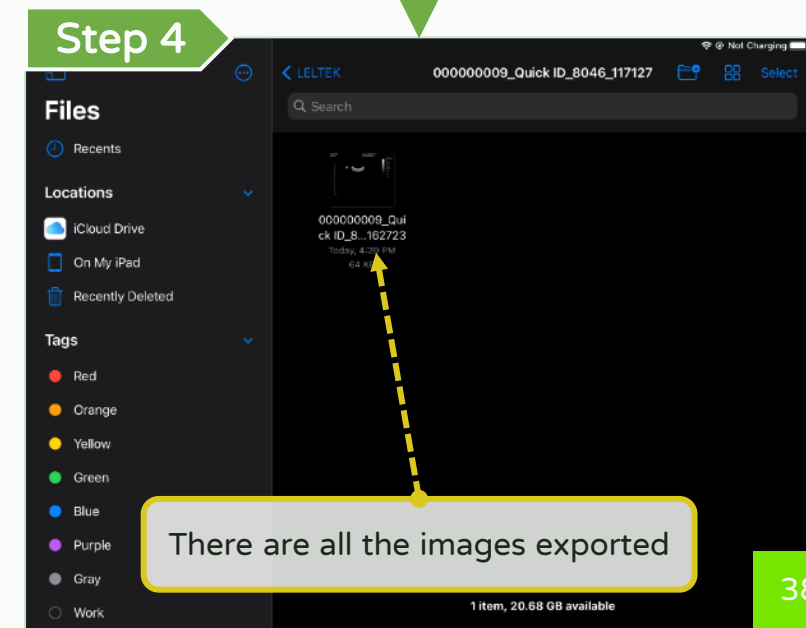 Step 4
Not Charging
LELTEK
000000009_Quick ID_8046_117127
Select
Search
Files
Recents
Locations
iCloud Drive
On My iPad
Recently Deleted
Tags
Red
Orange
Yellow
Green
Blue
Purple
Gray
Work
000000009_Qui
ck ID_8...162723
Today, 4:39 PM
64 KB
There are all the images exported
1 item, 20.68 GB available
38